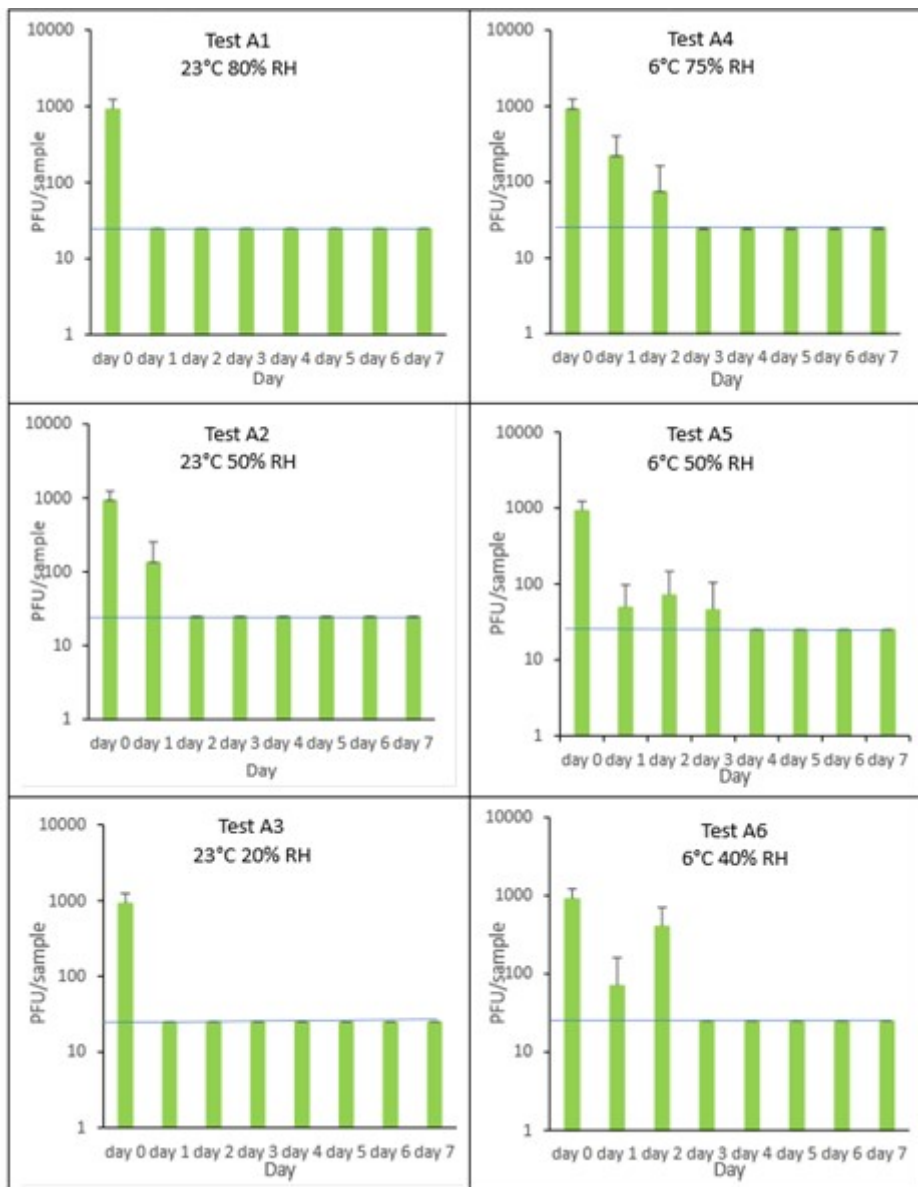 Test A1
23°C 80% RH
10000
1000
100
10
1
PFU/sample
day 0 day 1 day 2 day 3 day 4 day 5 day 6 day 7
Day
Test A4
6°C 75% RH
10000
1000
100
10
1
PFU/sample
day 0 day 1 day 2 day 3 day 4 day 5 day 6 day 7
Day
Test A2
23°C 50% RH
10000
1000
100
10
1
PFU/sample
day 0 day 1 day 2 day 3 day 4 day 5 day 6 day 7
Day
Test A5
6°C 50% RH
10000
1000
100
10
1
PFU/sample
day 0 day 1 day 2 day 3 day 4 day 5 day 6 day 7
Day
Test A3
23°C 20% RH
10000
1000
100
10
1
PFU/sample
day 0 day 1 day 2 day 3 day 4 day 5 day 6 day 7
Day
Test A6
6°C 40% RH
10000
1000
100
10
1
PFU/sample
day 0 day 1 day 2 day 3 day 4 day 5 day 6 day 7
Day